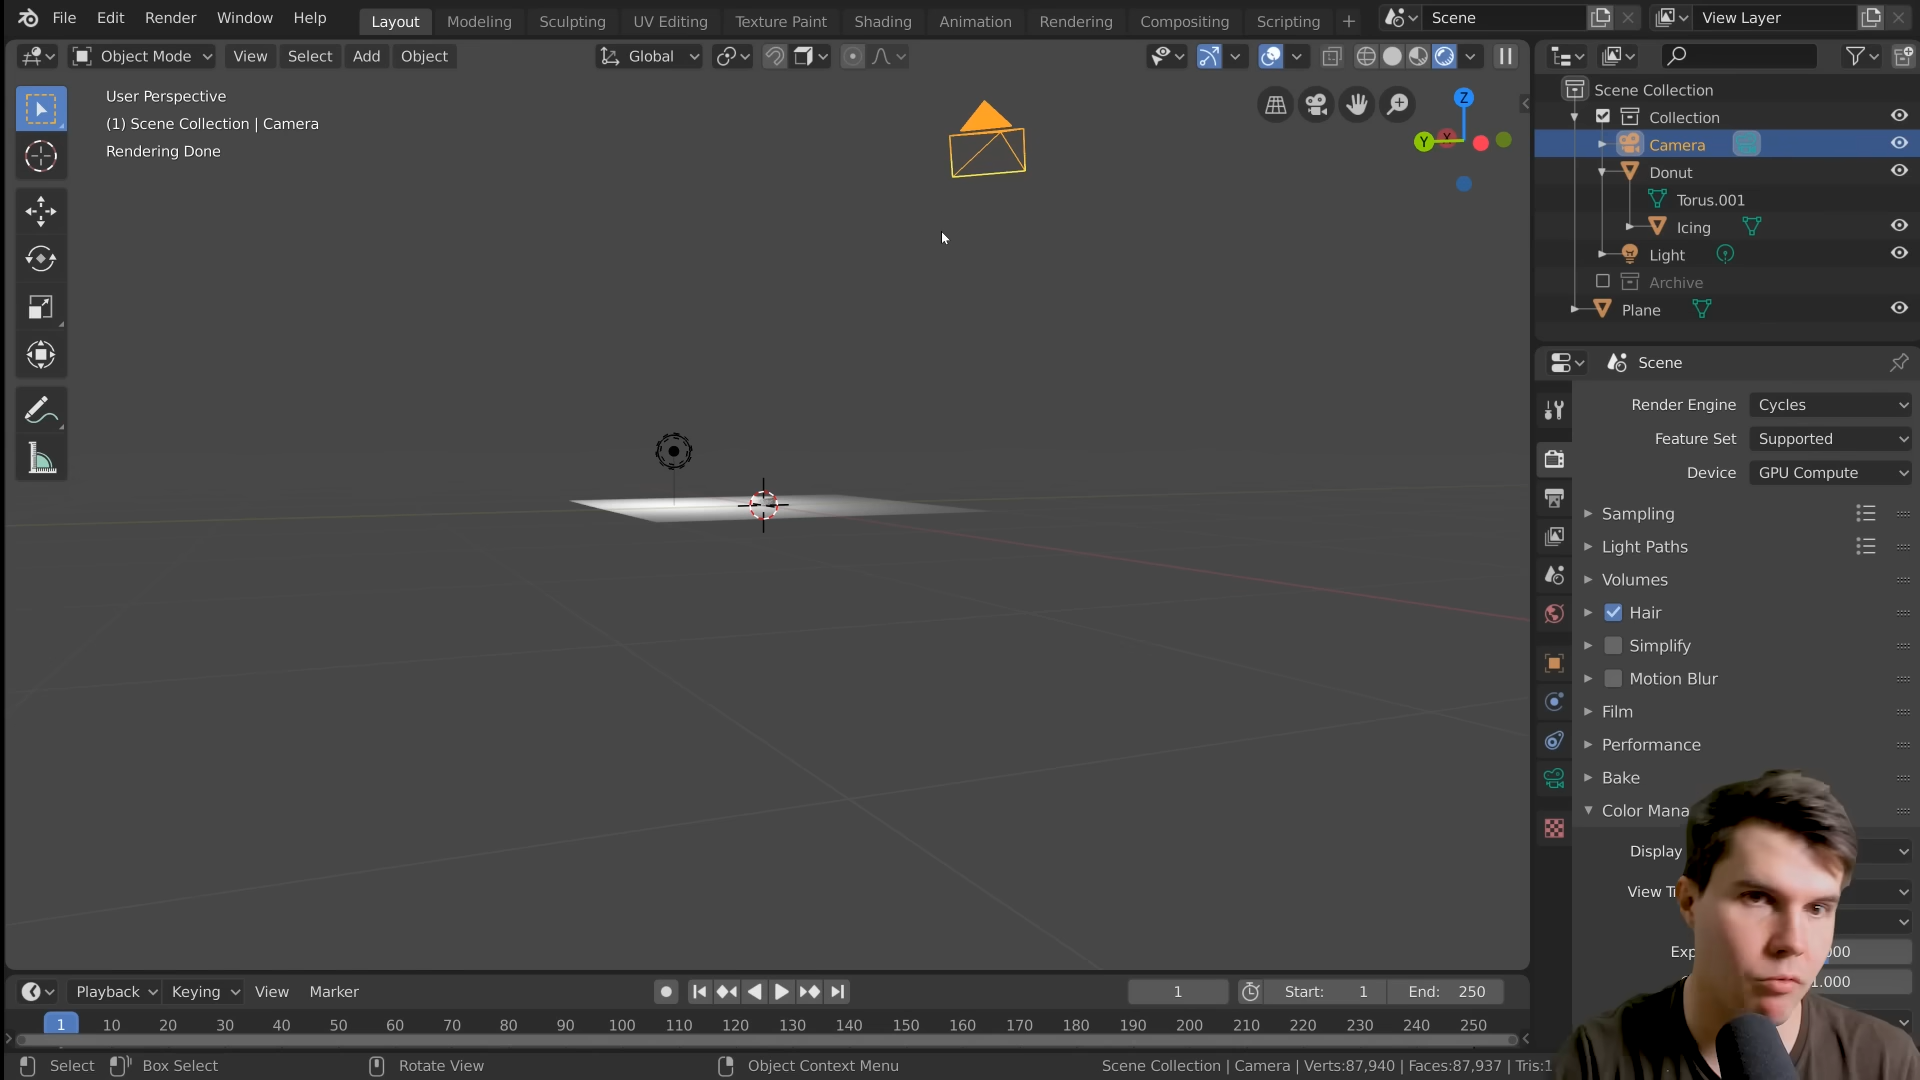 File Edit Render Window Help
Layout Modeling Sculpting UV Editing Texture Paint Shading Animation Rendering Compositing Scripting +
Scene
View Layer
Object Mode View Select Add Object
Global
User Perspective
(1) Scene Collection | Camera
Rendering Done
Z
Y
X
Scene Collection
Collection
Camera
Donut
Torus.001
Icing
Light
Archive
Plane
Scene
Render Engine Cycles
Feature Set Supported
Device GPU Compute
Sampling
Light Paths
Volumes
Hair
Simplify
Motion Blur
Film
Performance
Bake
Color Mana
Display
View T
Exp 000
1.000
Playback Keying View Marker
1 Start: 1 End: 250
1 10 20 30 40 50 60 70 80 90 100 110 120 130 140 150 160 170 180 190 200 210 220 230 240 250
Select Box Select Rotate View Object Context Menu Scene Collection | Camera | Verts:87,940 | Faces:87,937 | Tris:1